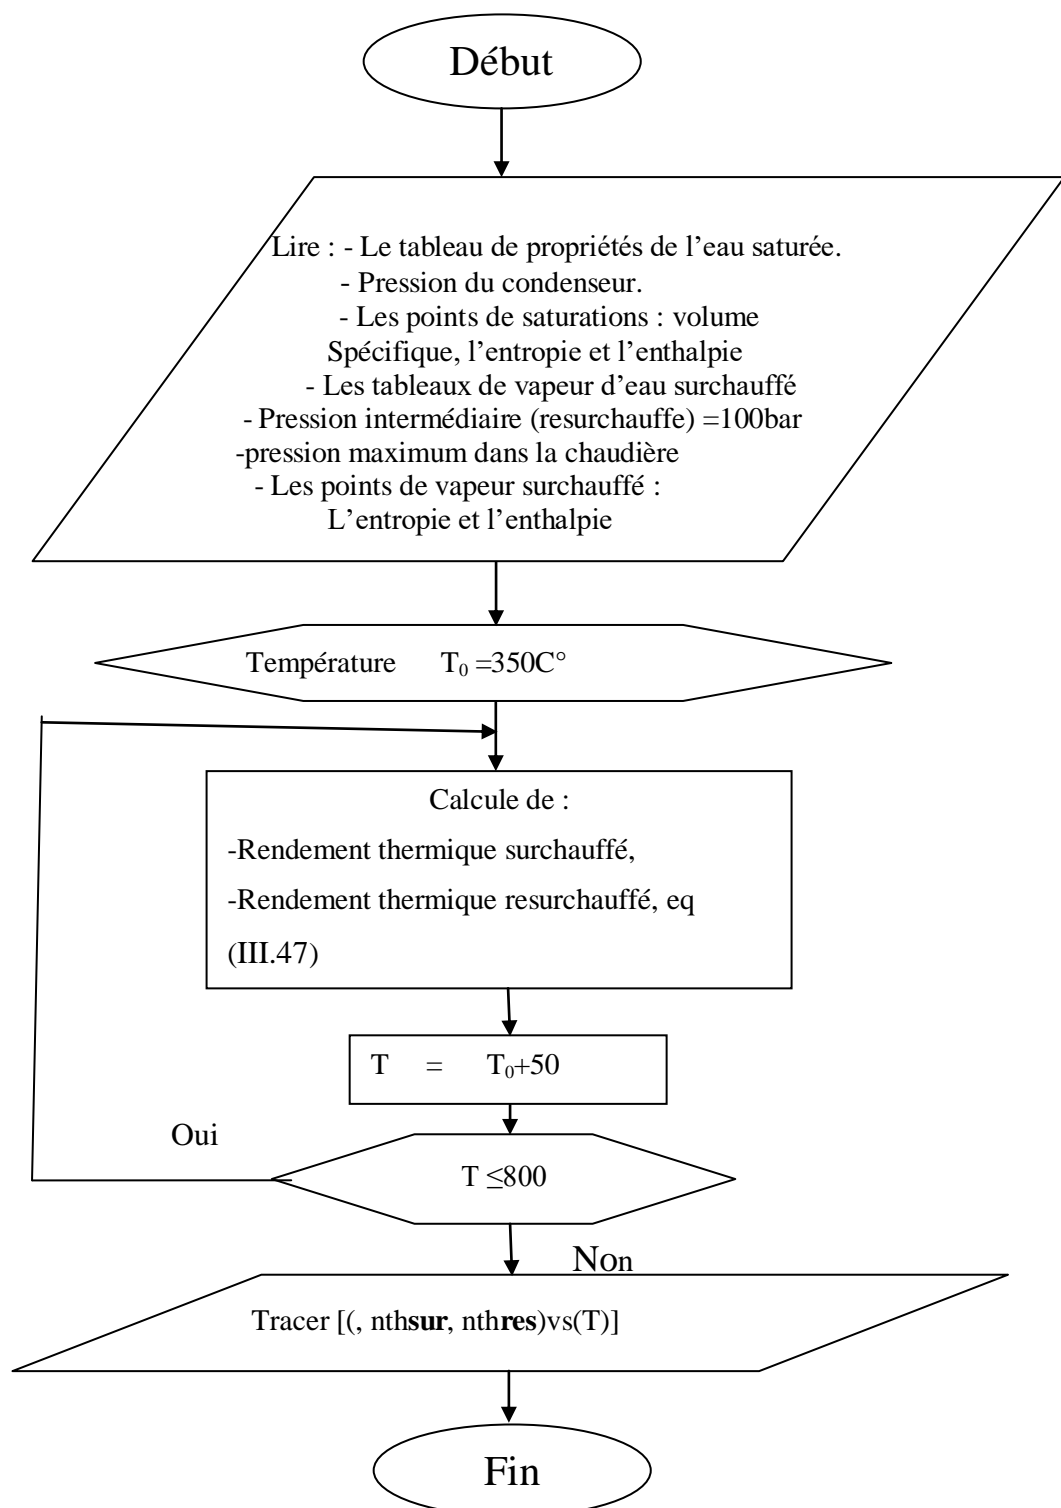 Début
Lire : - Le tableau de propriétés de l’eau saturée.
- Pression du condenseur.
- Les points de saturations : volume
Spécifique, l’entropie et l’enthalpie
- Les tableaux de vapeur d’eau surchauffé
- Pression intermédiaire (resurchauffe) =100bar
-pression maximum dans la chaudière
- Les points de vapeur surchauffé :
L’entropie et l’enthalpie
Température T₀ =350C°
Calcule de :
-Rendement thermique surchauffé,
-Rendement thermique resurchauffé, eq
(III.47)
T = T₀+50
Oui
T ≤800
Non
Tracer [(, nthsur, nthres)vs(T)]
Fin